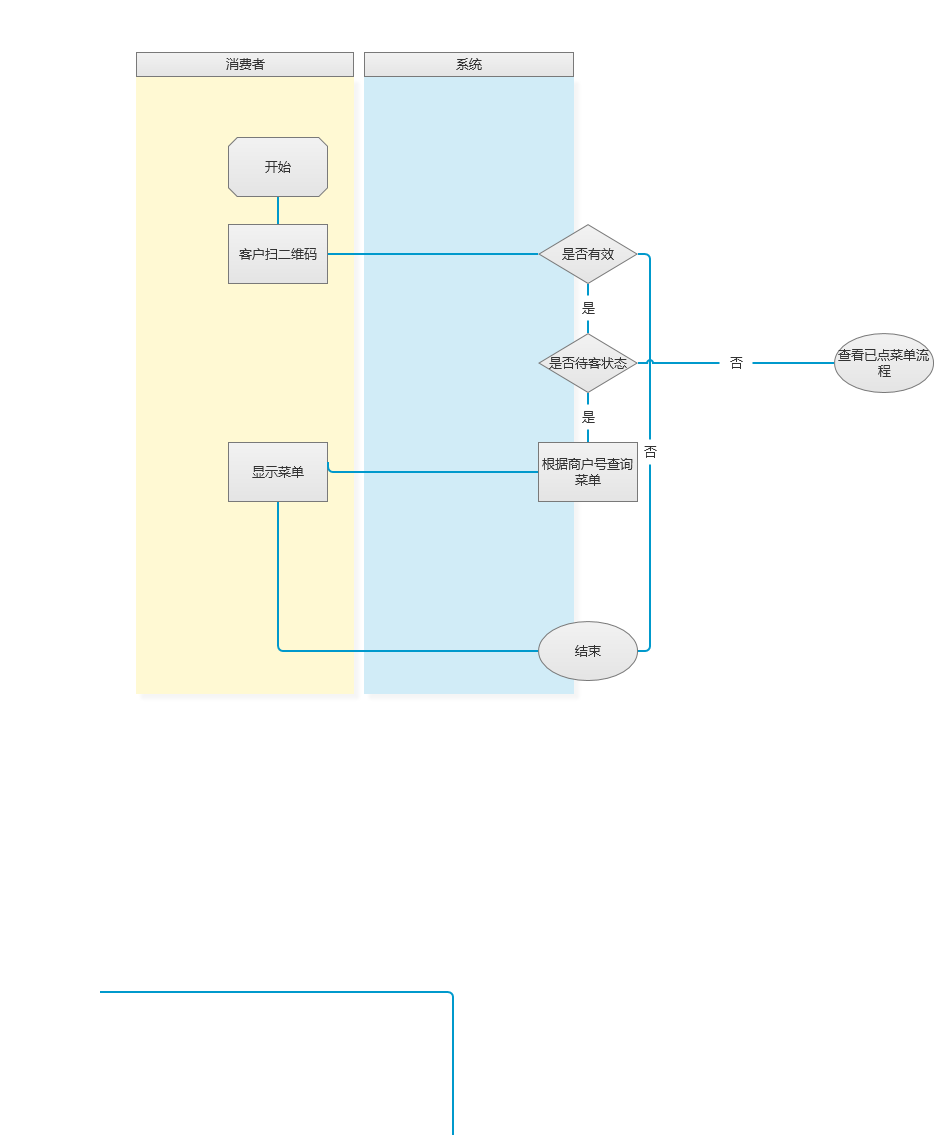 消费者
系统
开始
客户扫二维码
是否有效
是
是否待客状态
否
查看已点菜单流
程
是
否
显示菜单
根据商户号查询
菜单
结束